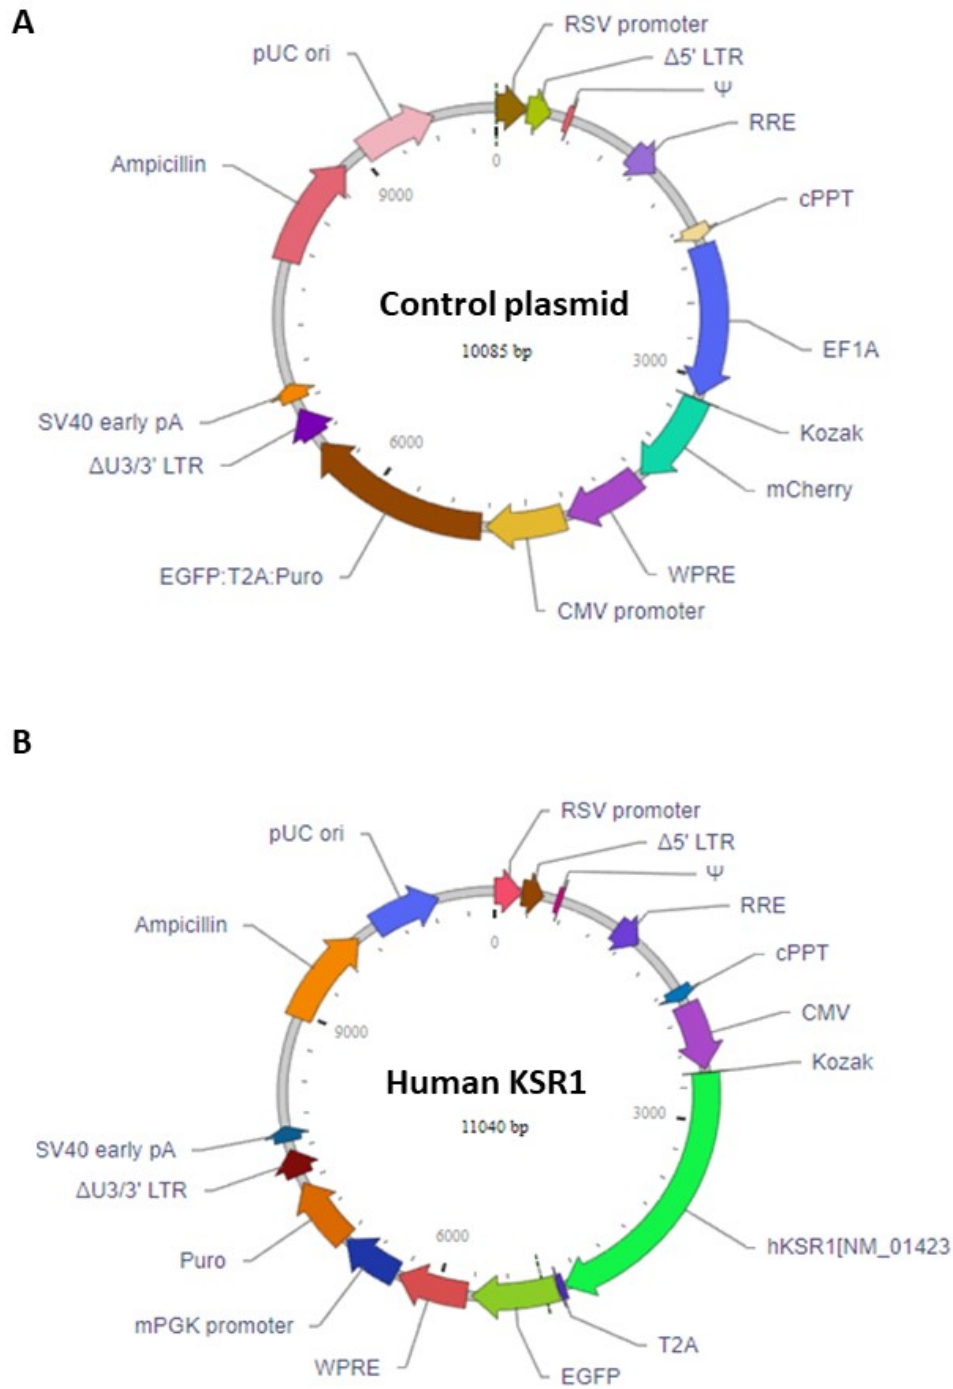 A
RSV promoter
pUC ori
Δ5' LTR
Ψ
RRE
Ampicillin
0
9000
cPPT
Control plasmid
10085 bp
EF1A
3000
SV40 early pA
Kozak
6000
ΔU3/3' LTR
mCherry
EGFP:T2A:Puro
WPRE
CMV promoter
B
RSV promoter
pUC ori
Δ5' LTR
Ψ
RRE
Ampicillin
0
cPPT
CMV
9000
Kozak
Human KSR1
11040 bp
3000
SV40 early pA
ΔU3/3' LTR
6000
hKSR1[NM_01423
Puro
mPGK promoter
T2A
WPRE
EGFP